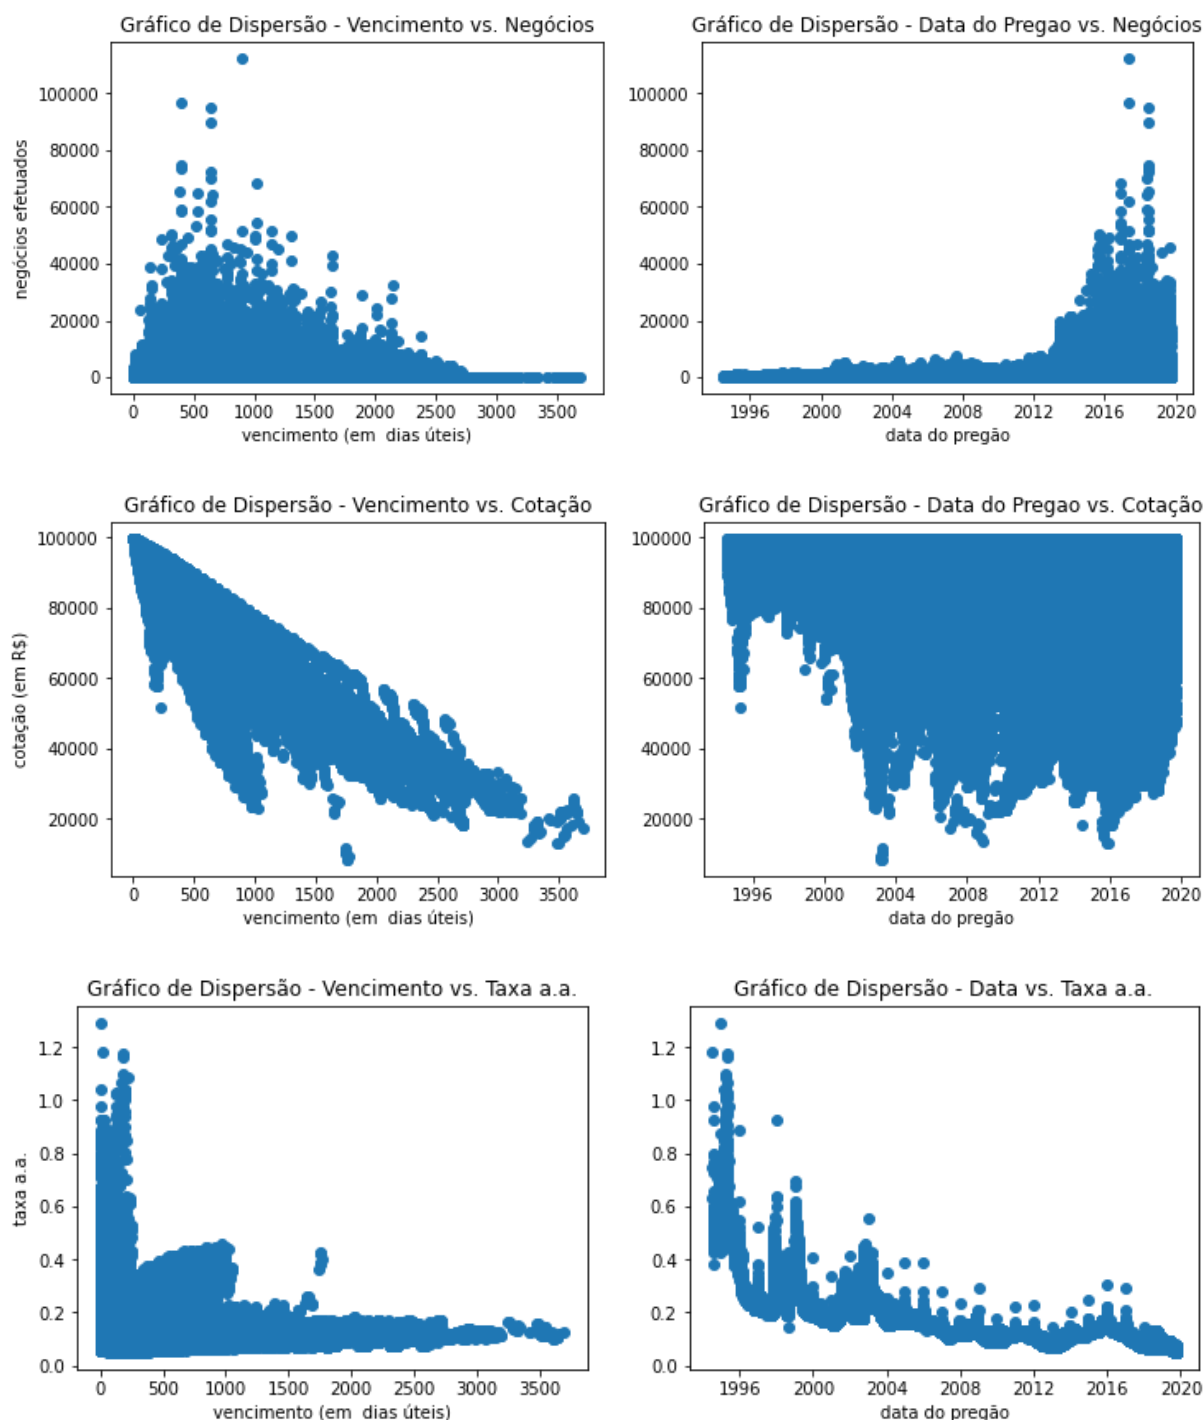 Gráfico de Dispersão - Vencimento vs. Negócios
Gráfico de Dispersão - Data do Pregao vs. Negócios
100000
80000
60000
40000
20000
0
negócios efetuados
0 500 1000 1500 2000 2500 3000 3500
vencimento (em dias úteis)
100000
80000
60000
40000
20000
0
1996 2000 2004 2008 2012 2016 2020
data do pregão
Gráfico de Dispersão - Vencimento vs. Cotação
Gráfico de Dispersão - Data do Pregao vs. Cotação
100000
80000
60000
40000
20000
cotação (em R$)
0 500 1000 1500 2000 2500 3000 3500
vencimento (em dias úteis)
100000
80000
60000
40000
20000
1996 2000 2004 2008 2012 2016 2020
data do pregão
Gráfico de Dispersão - Vencimento vs. Taxa a.a.
Gráfico de Dispersão - Data vs. Taxa a.a.
1.2
1.0
0.8
0.6
0.4
0.2
0.0
taxa a.a.
0 500 1000 1500 2000 2500 3000 3500
vencimento (em dias úteis)
1.2
1.0
0.8
0.6
0.4
0.2
0.0
1996 2000 2004 2008 2012 2016 2020
data do pregão